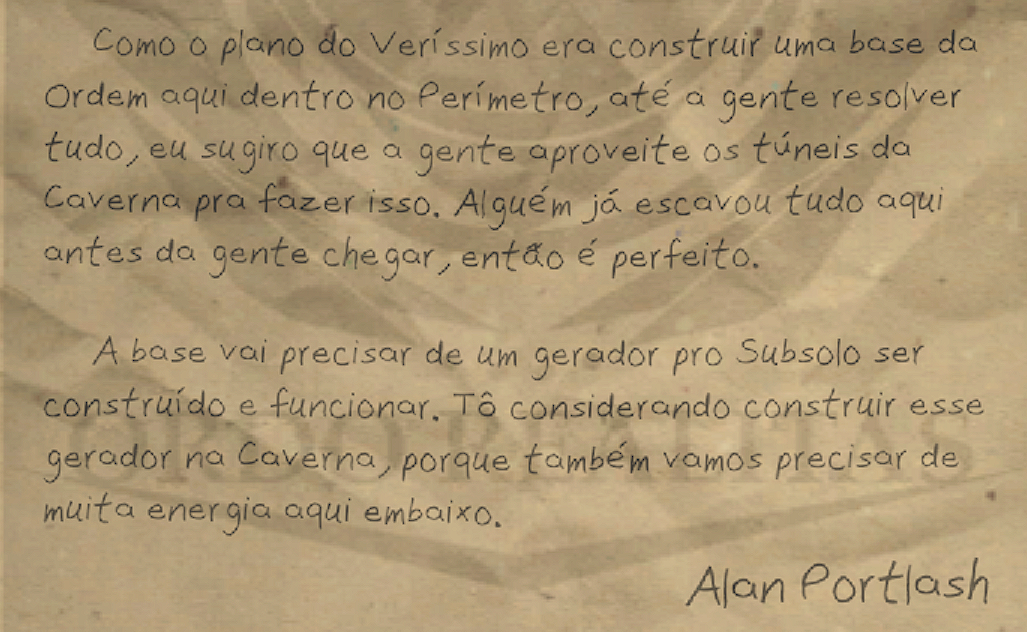 Como o plano do Veríssimo era construir uma base da
Ordem aqui dentro no Perímetro, até a gente resolver
tudo, eu sugiro que a gente aproveite os túneis da
Caverna pra fazer isso. Alguém já escavou tudo aqui
antes da gente chegar, então é perfeito.
A base vai precisar de um gerador pro Subsolo ser
construído e funcionar. Tô considerando construir esse
gerador na Caverna, porque também vamos precisar de
muita energia aqui embaixo.
Alan Portlash
ORDO REALITAS